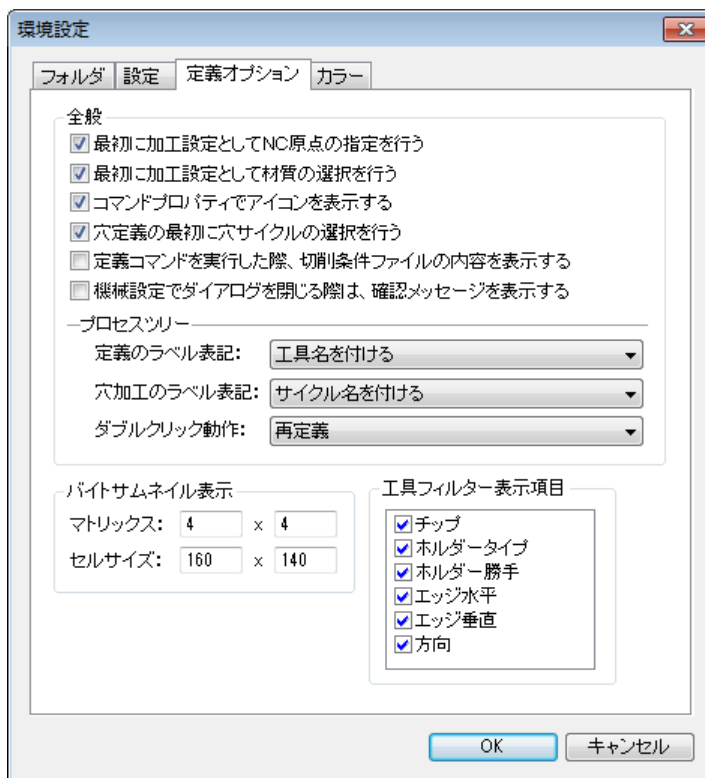 環境設定
フォルダ 設定 定義オプション カラー
全般
最初に加工設定としてNC原点の指定を行う
最初に加工設定として材質の選択を行う
コマンドプロパティでアイコンを表示する
穴定義の最初に穴サイクルの選択を行う
定義コマンドを実行した際、切削条件ファイルの内容を表示する
機械設定でダイアログを閉じる際は、確認メッセージを表示する
プロセスツリー
定義のラベル表記: 工具名を付ける
穴加工のラベル表記: サイクル名を付ける
ダブルクリック動作: 再定義
バイトサムネイル表示
マトリックス: 4 x 4
セルサイズ: 160 x 140
工具フィルター表示項目
チップ
ホルダータイプ
ホルダー勝手
エッジ水平
エッジ垂直
方向
OK キャンセル